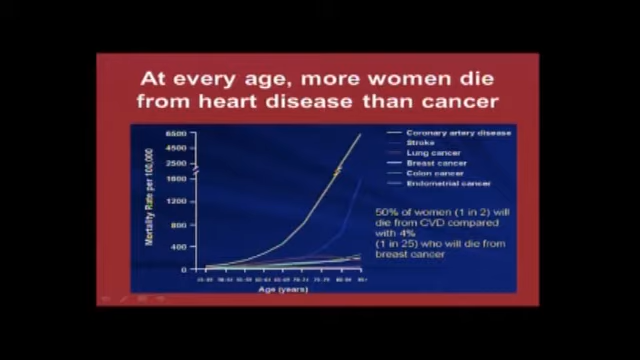 At every age, more women die
from heart disease than cancer
Mortality Rate per 100,000
6500
4500
2500
1600
1200
800
400
0
Age (years)
Coronary artery disease
Stroke
Lung cancer
Breast cancer
Colon cancer
Endometrial cancer
50% of women (1 in 2) will
die from CVD compared
with 4%
(1 in 25) who will die from
breast cancer